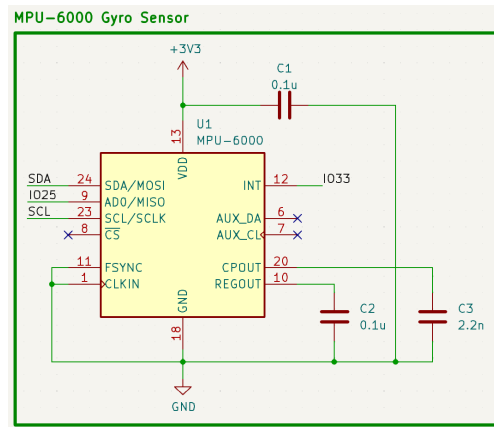 MPU-6000 Gyro Sensor
+3V3
C1
0.1u
U1
MPU-6000
13
VDD
SDA 24 SDA/MOSI
INT 12 IO33
IO25 9 AD0/MISO
SCL 23 SCL/SCLK
AUX_DA 6
8 CS
AUX_CL 7
11 FSYNC
CPOUT 20
1 CLKIN
REGOUT 10
GND
18
C2
0.1u
C3
2.2n
GND